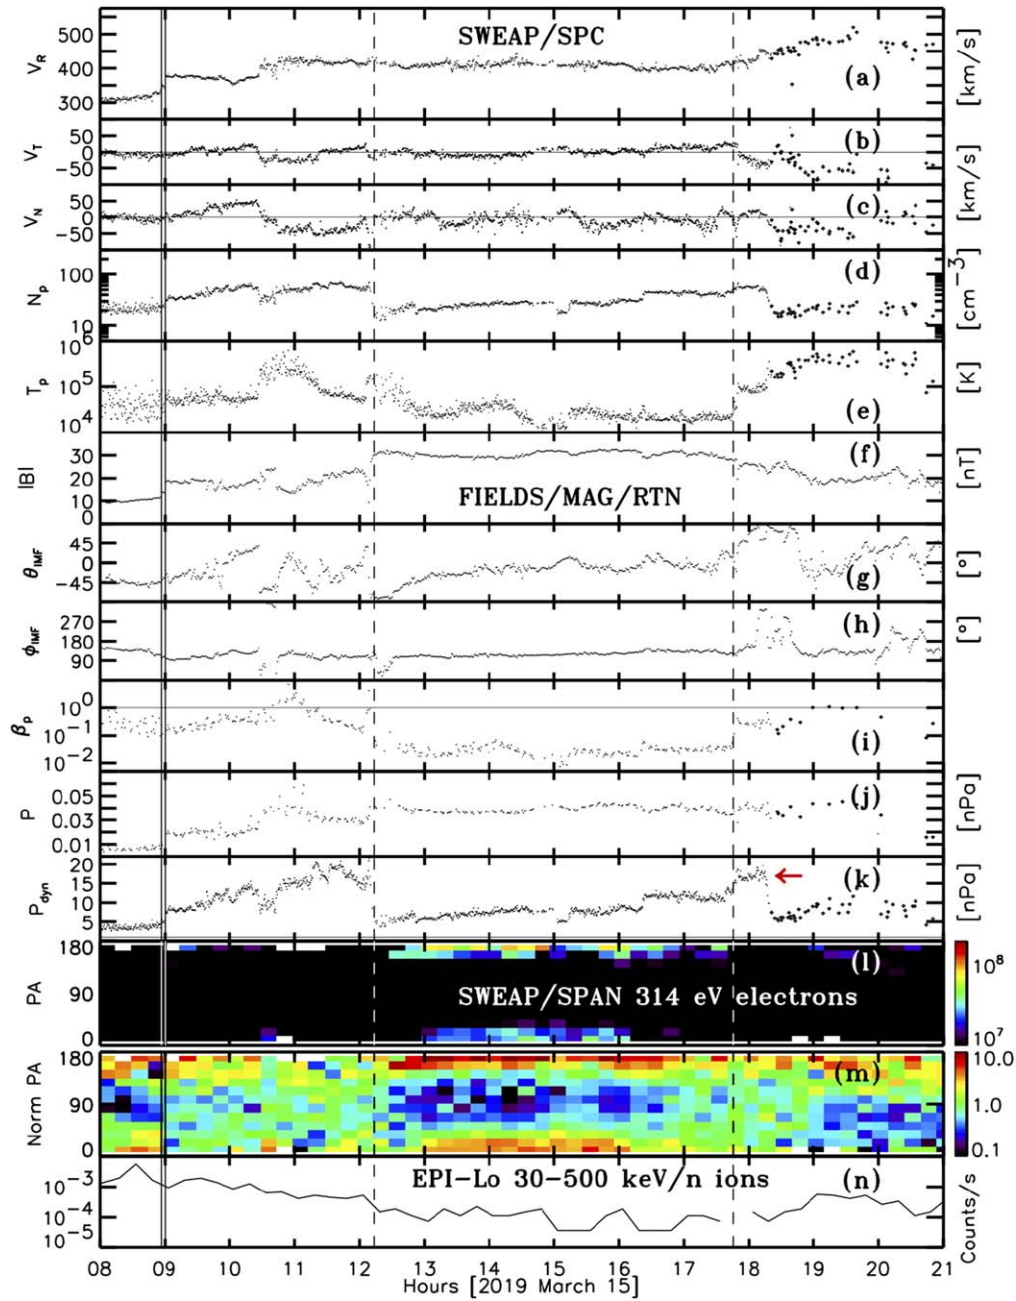 SWEAP/SPC
500
400
300
V_R
(a)
[km/s]
50
0
-50
V_T
(b)
[km/s]
50
0
-50
V_N
(c)
100
10
6
N_p
(d)
[cm^-3]
10^6
10^5
10^4
T_p
(e)
[K]
30
20
10
0
|B|
(f)
[nT]
FIELDS/MAG/RTN
45
0
-45
θ_IMF
(g)
[°]
270
180
90
ϕ_IMF
(h)
[°]
10^0
10^-1
10^-2
β_p
(i)
0.05
0.03
0.01
P
(j)
[nPa]
20
15
10
5
P_dyn
(k)
[nPa]
180
90
0
PA
(l)
SWEAP/SPAN 314 eV electrons
10^8
10^7
180
90
0
Norm PA
(m)
10.0
1.0
0.1
10^-3
10^-4
10^-5
EPI-Lo 30-500 keV/n ions
(n)
Counts/s
08 09 10 11 12 13 14 15 16 17 18 19 20 21
Hours [2019 March 15]